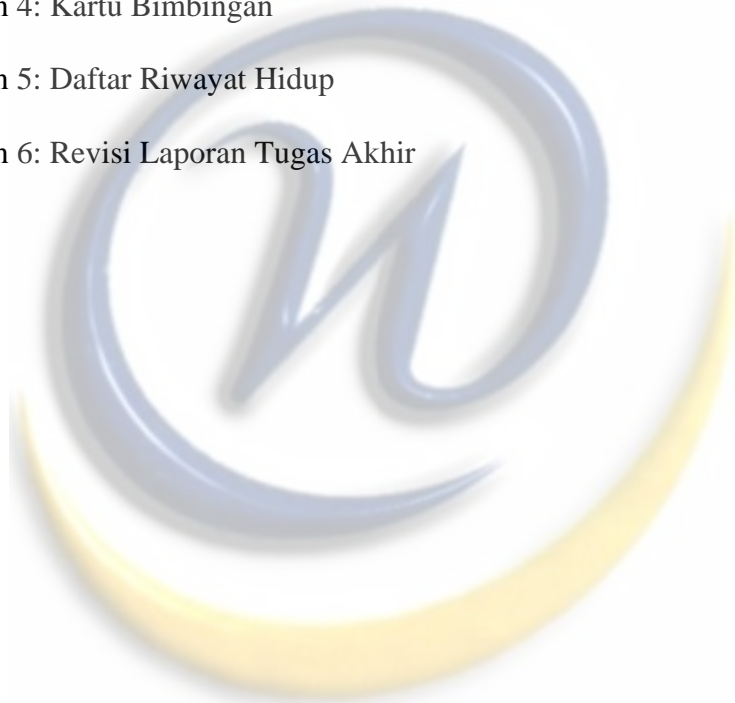 n 4: Kartu Bimbingan
n 5: Daftar Riwayat Hidup
n 6: Revisi Laporan Tugas Akhir